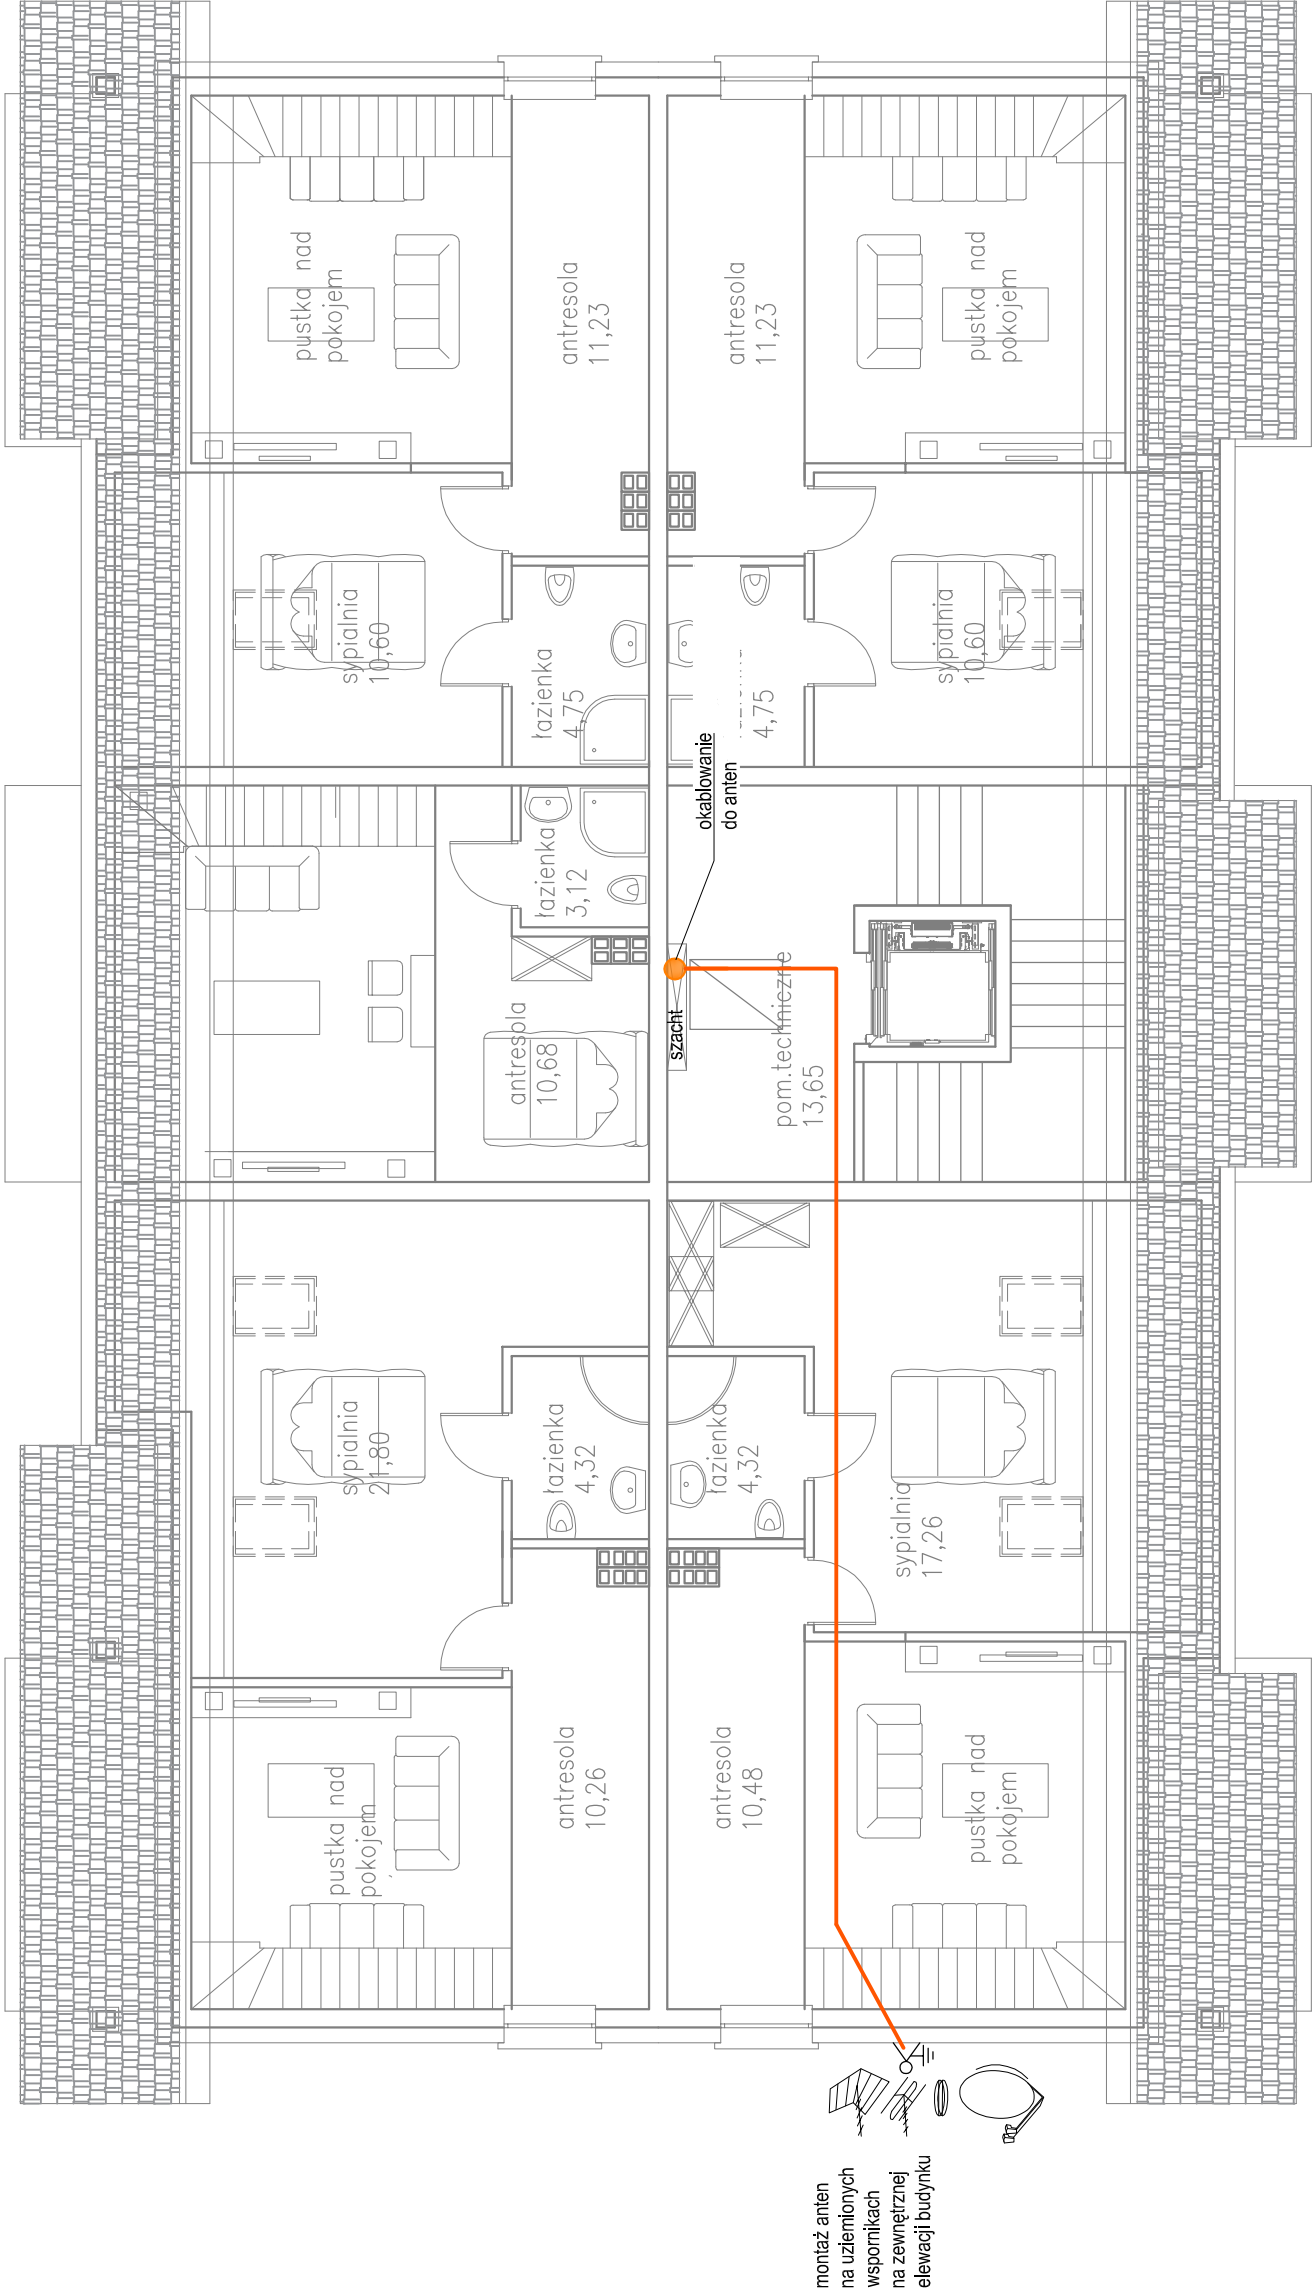 pustka nad
pokojem
antresola
11,23
antresola
11,23
pustka nad
pokojem
sypialnia
10,60
łazienka
4,75
4,75
sypialnia
10,60
okablowanie
do anten
łazienka
3,12
antresola
10,68
szacht
pom.techniczne
13,65
sypialnia
21,80
łazienka
4,32
łazienka
4,32
sypialnia
17,26
pustka nad
pokojem
antresola
10,26
antresola
10,48
pustka nad
pokojem
montaż anten
na uziemionych
wspornikach
na zewnętrznej
elewacji budynku